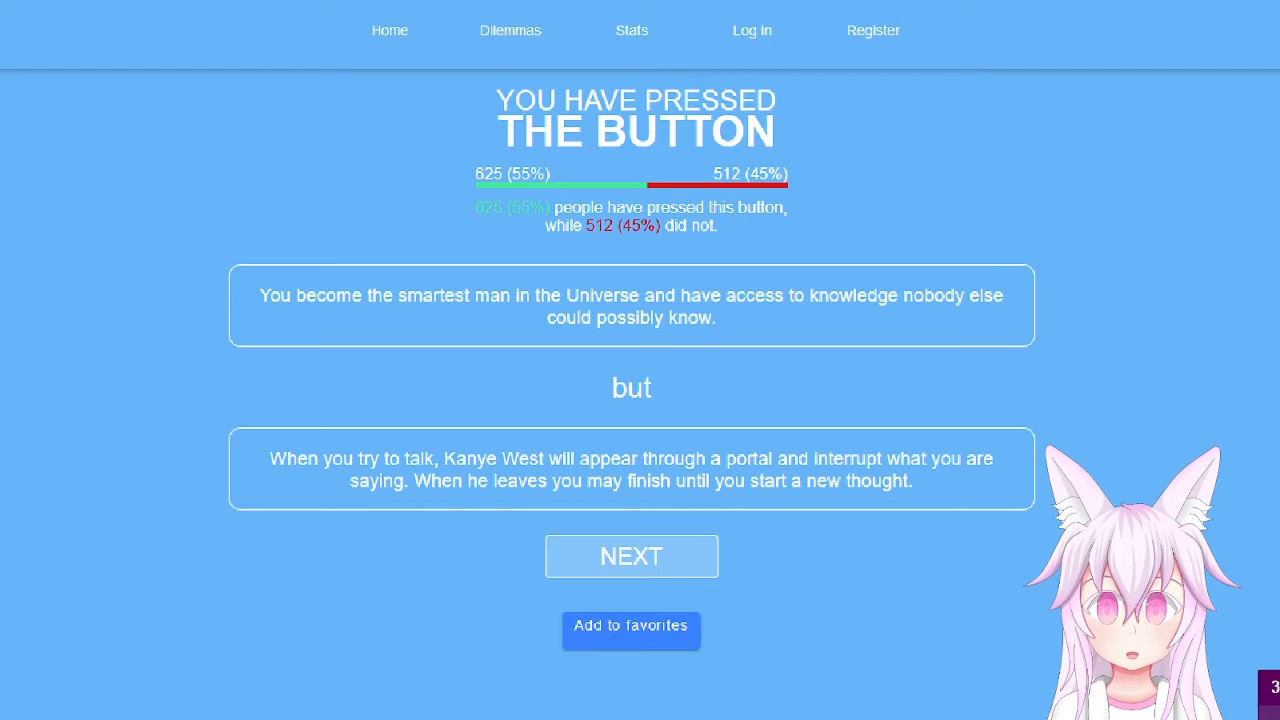 Home Dilemmas Stats Log in Register
YOU HAVE PRESSED
THE BUTTON
625 (55%) 512 (45%)
625 (55%) people have pressed this button,
while 512 (45%) did not.
You become the smartest man in the Universe and have access to knowledge nobody else
could possibly know.
but
When you try to talk, Kanye West will appear through a portal and interrupt what you are
saying. When he leaves you may finish until you start a new thought.
NEXT
Add to favorites
3